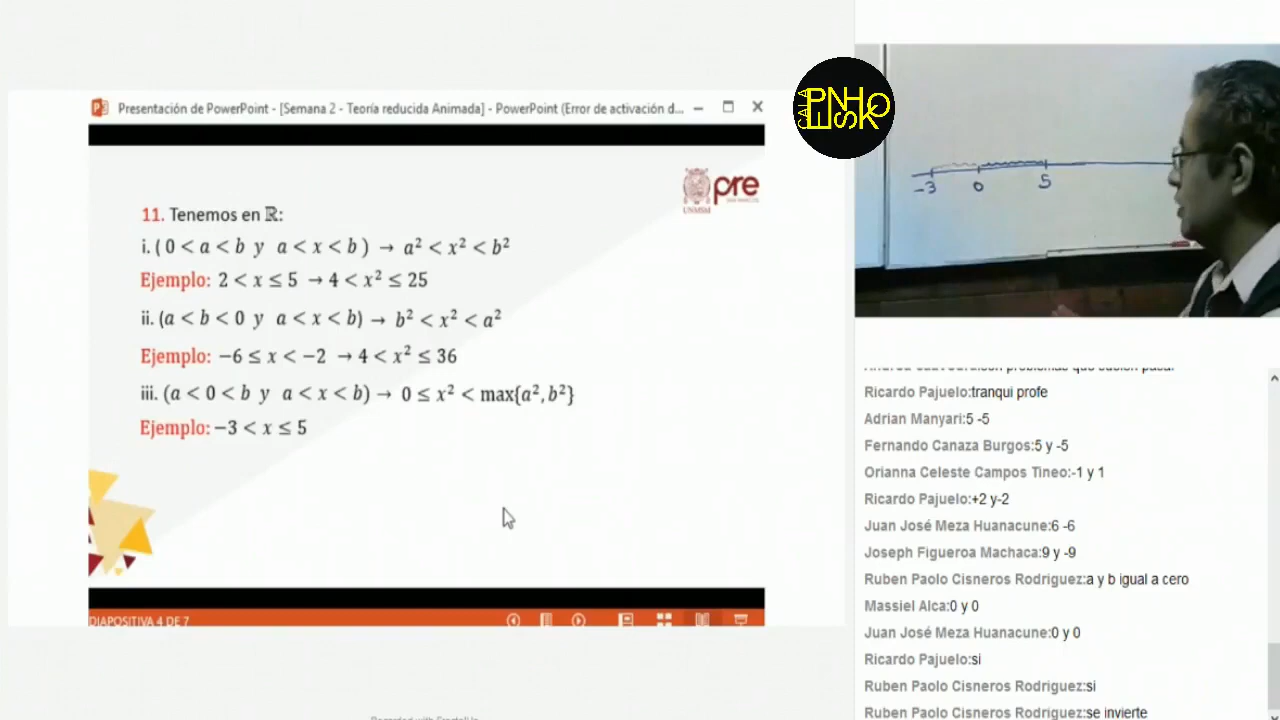 Presentación de PowerPoint - [Semana 2 - Teoría reducida Animada] - PowerPoint (Error de activación d...
pre
UNMSM
11. Tenemos en ℝ:
i. ( 0 < a < b y a < x < b ) → a² < x² < b²
Ejemplo: 2 < x ≤ 5 → 4 < x² ≤ 25
ii. (a < b < 0 y a < x < b) → b² < x² < a²
Ejemplo: −6 ≤ x < −2 → 4 < x² ≤ 36
iii. (a < 0 < b y a < x < b) → 0 ≤ x² < max{a², b²}
Ejemplo: −3 < x ≤ 5
DIAPOSITIVA 4 DE 7
-3 0 5
Ricardo Pajuelo:tranqui profe
Adrian Manyari:5 -5
Fernando Canaza Burgos:5 y -5
Orianna Celeste Campos Tineo:-1 y 1
Ricardo Pajuelo:+2 y-2
Juan José Meza Huanacune:6 -6
Joseph Figueroa Machaca:9 y -9
Ruben Paolo Cisneros Rodriguez:a y b igual a cero
Massiel Alca:0 y 0
Juan José Meza Huanacune:0 y 0
Ricardo Pajuelo:si
Ruben Paolo Cisneros Rodriguez:si
Ruben Paolo Cisneros Rodriguez:se invierte